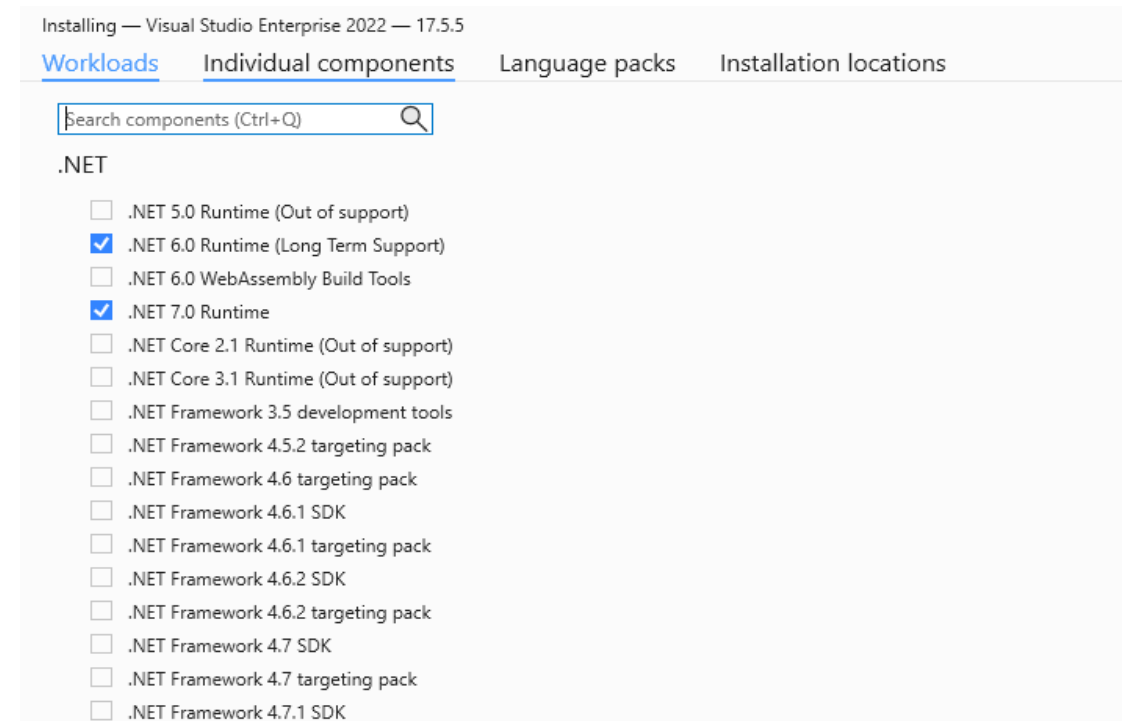 Installing — Visual Studio Enterprise 2022 — 17.5.5
Workloads Individual components Language packs Installation locations
Search components (Ctrl+Q)
.NET
.NET 5.0 Runtime (Out of support)
.NET 6.0 Runtime (Long Term Support)
.NET 6.0 WebAssembly Build Tools
.NET 7.0 Runtime
.NET Core 2.1 Runtime (Out of support)
.NET Core 3.1 Runtime (Out of support)
.NET Framework 3.5 development tools
.NET Framework 4.5.2 targeting pack
.NET Framework 4.6 targeting pack
.NET Framework 4.6.1 SDK
.NET Framework 4.6.1 targeting pack
.NET Framework 4.6.2 SDK
.NET Framework 4.6.2 targeting pack
.NET Framework 4.7 SDK
.NET Framework 4.7 targeting pack
.NET Framework 4.7.1 SDK